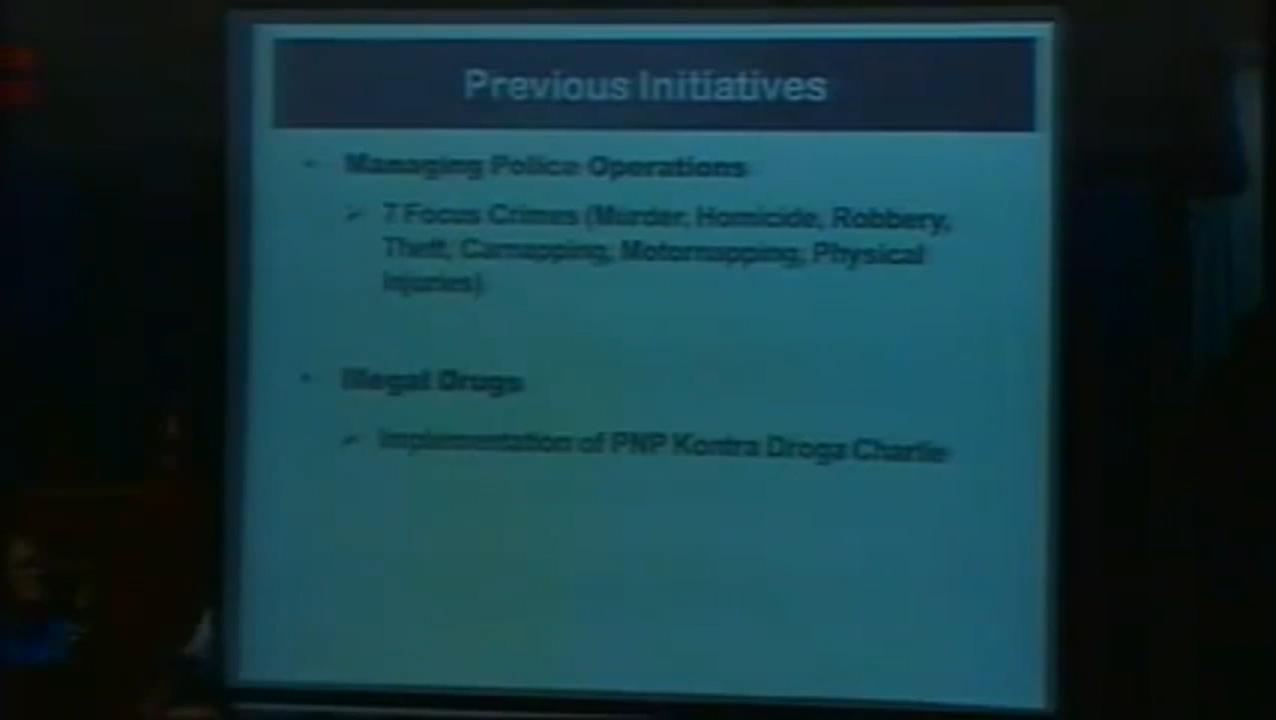 Previous Initiatives
Managing Police Operations
7 Focus Crimes (Murder, Homicide, Robbery,
Theft, Carnapping, Motornapping, Physical
Injuries)
Illegal Drugs
Implementation of PNP Kontra Droga Charlie